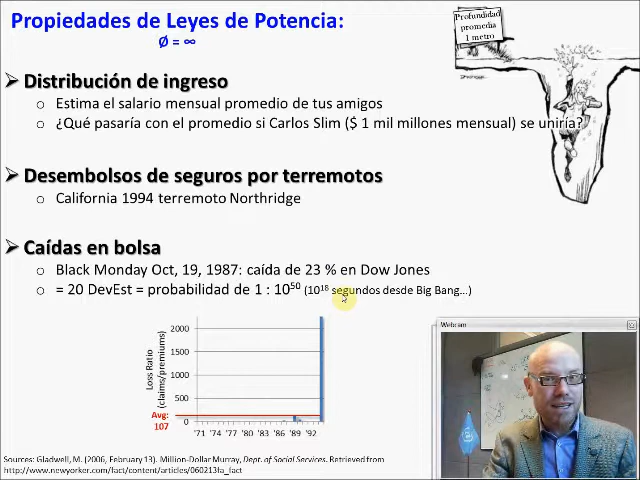 Propiedades de Leyes de Potencia:
Ø = ∞
Profundidad
promedia
1 metro
➢ Distribución de ingreso
o Estima el salario mensual promedio de tus amigos
o ¿Qué pasaría con el promedio si Carlos Slim ($ 1 mil millones mensual) se uniría?
➢ Desembolsos de seguros por terremotos
o California 1994 terremoto Northridge
➢ Caídas en bolsa
o Black Monday Oct, 19, 1987: caída de 23 % en Dow Jones
o = 20 DevEst = probabilidad de 1 : 10⁵⁰ (10¹⁸ segundos desde Big Bang...)
Loss Ratio
(claims/premiums)
2000
1500
1000
500
0
Avg:
107
'71 '74 '77 '80 '83 '86 '89 '92
Webcam
Sources: Gladwell, M. (2006, February 13). Million-Dollar Murray, Dept. of Social Services. Retrieved from
http://www.newyorker.com/fact/content/articles/060213fa_fact